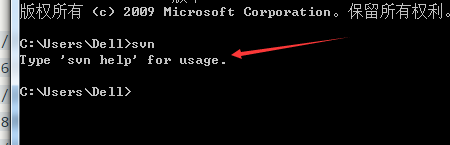 版权所有 (c) 2009 Microsoft Corporation。保留所有权利。
C:\Users\Dell>svn
Type 'svn help' for usage.
C:\Users\Dell>